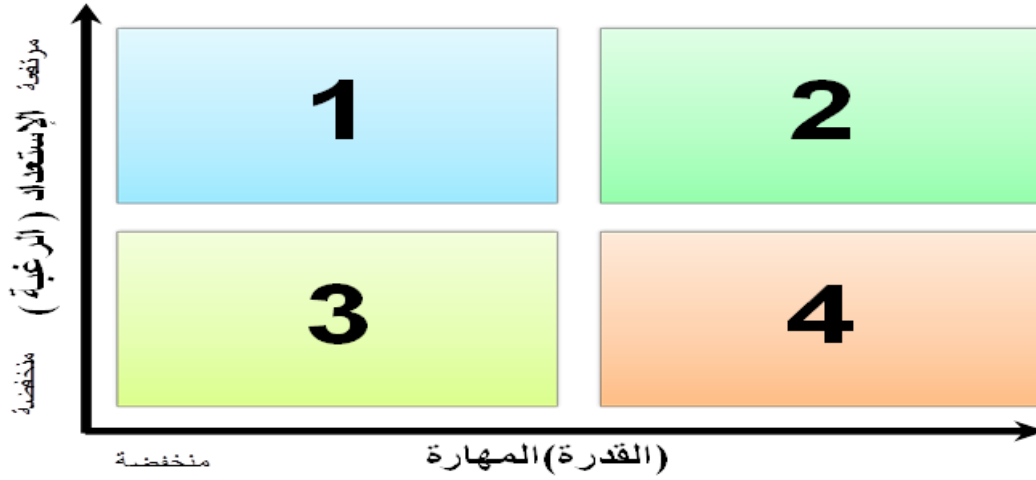 مرتفعة
الإستعداد ( الرغبة )
منخفضة
1
2
3
4
منخفضة
(القدرة)المهارة